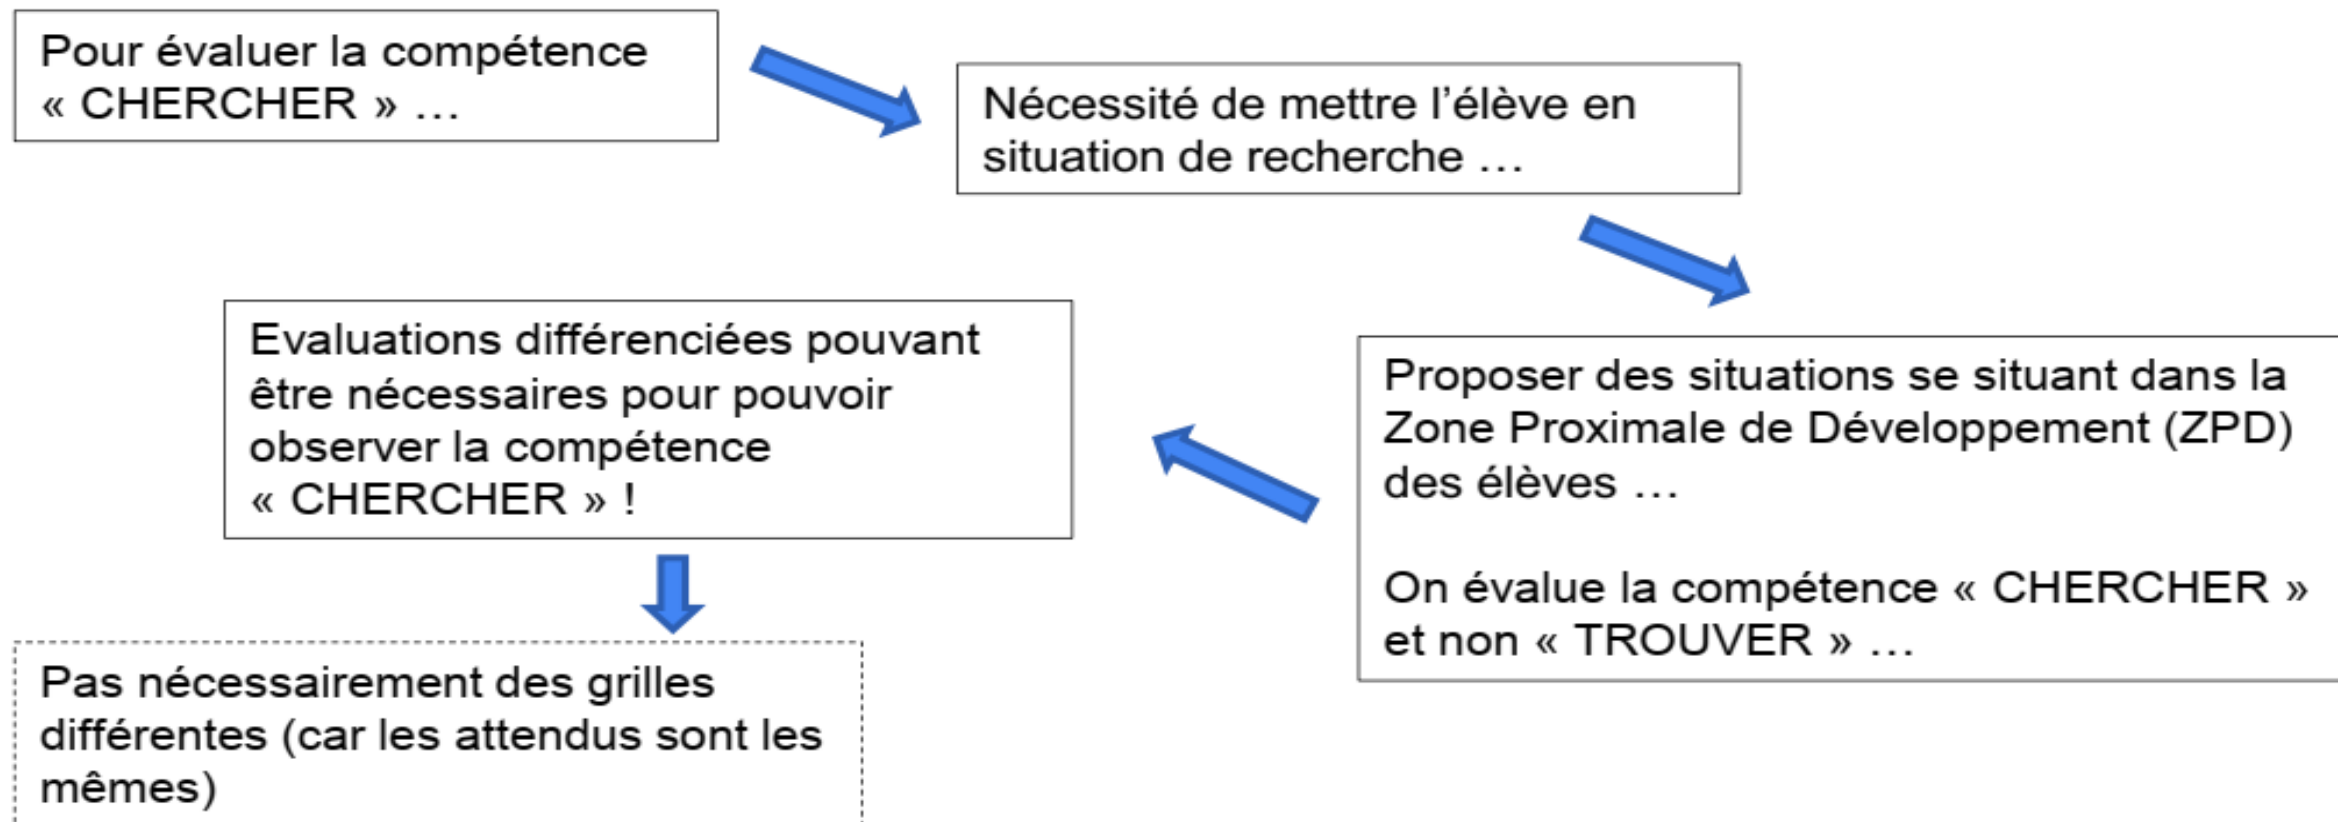 Pour évaluer la compétence
« CHERCHER » …
Nécessité de mettre l’élève en
situation de recherche …
Proposer des situations se situant dans la
Zone Proximale de Développement (ZPD)
des élèves …
On évalue la compétence « CHERCHER »
et non « TROUVER » …
Evaluations différenciées pouvant
être nécessaires pour pouvoir
observer la compétence
« CHERCHER » !
Pas nécessairement des grilles
différentes (car les attendus sont les
mêmes)